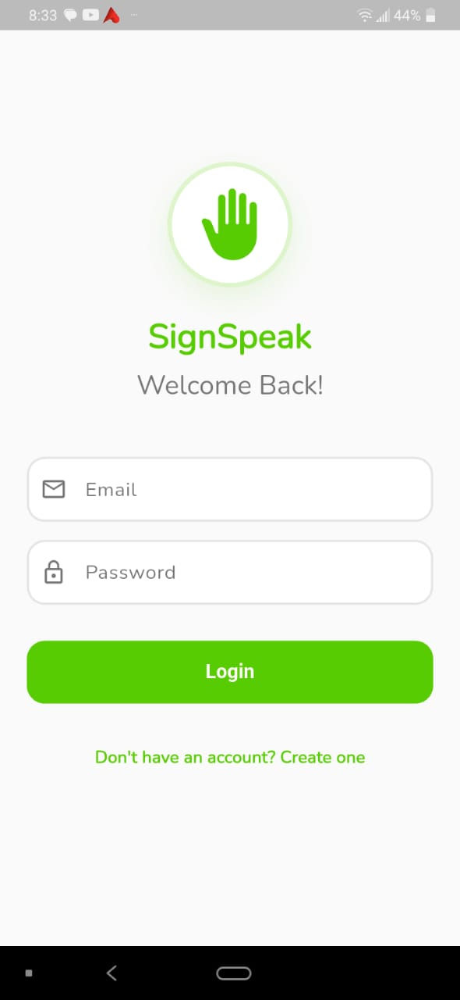 8:33 44%
SignSpeak
Welcome Back!
Email
Password
Login
Don't have an account? Create one